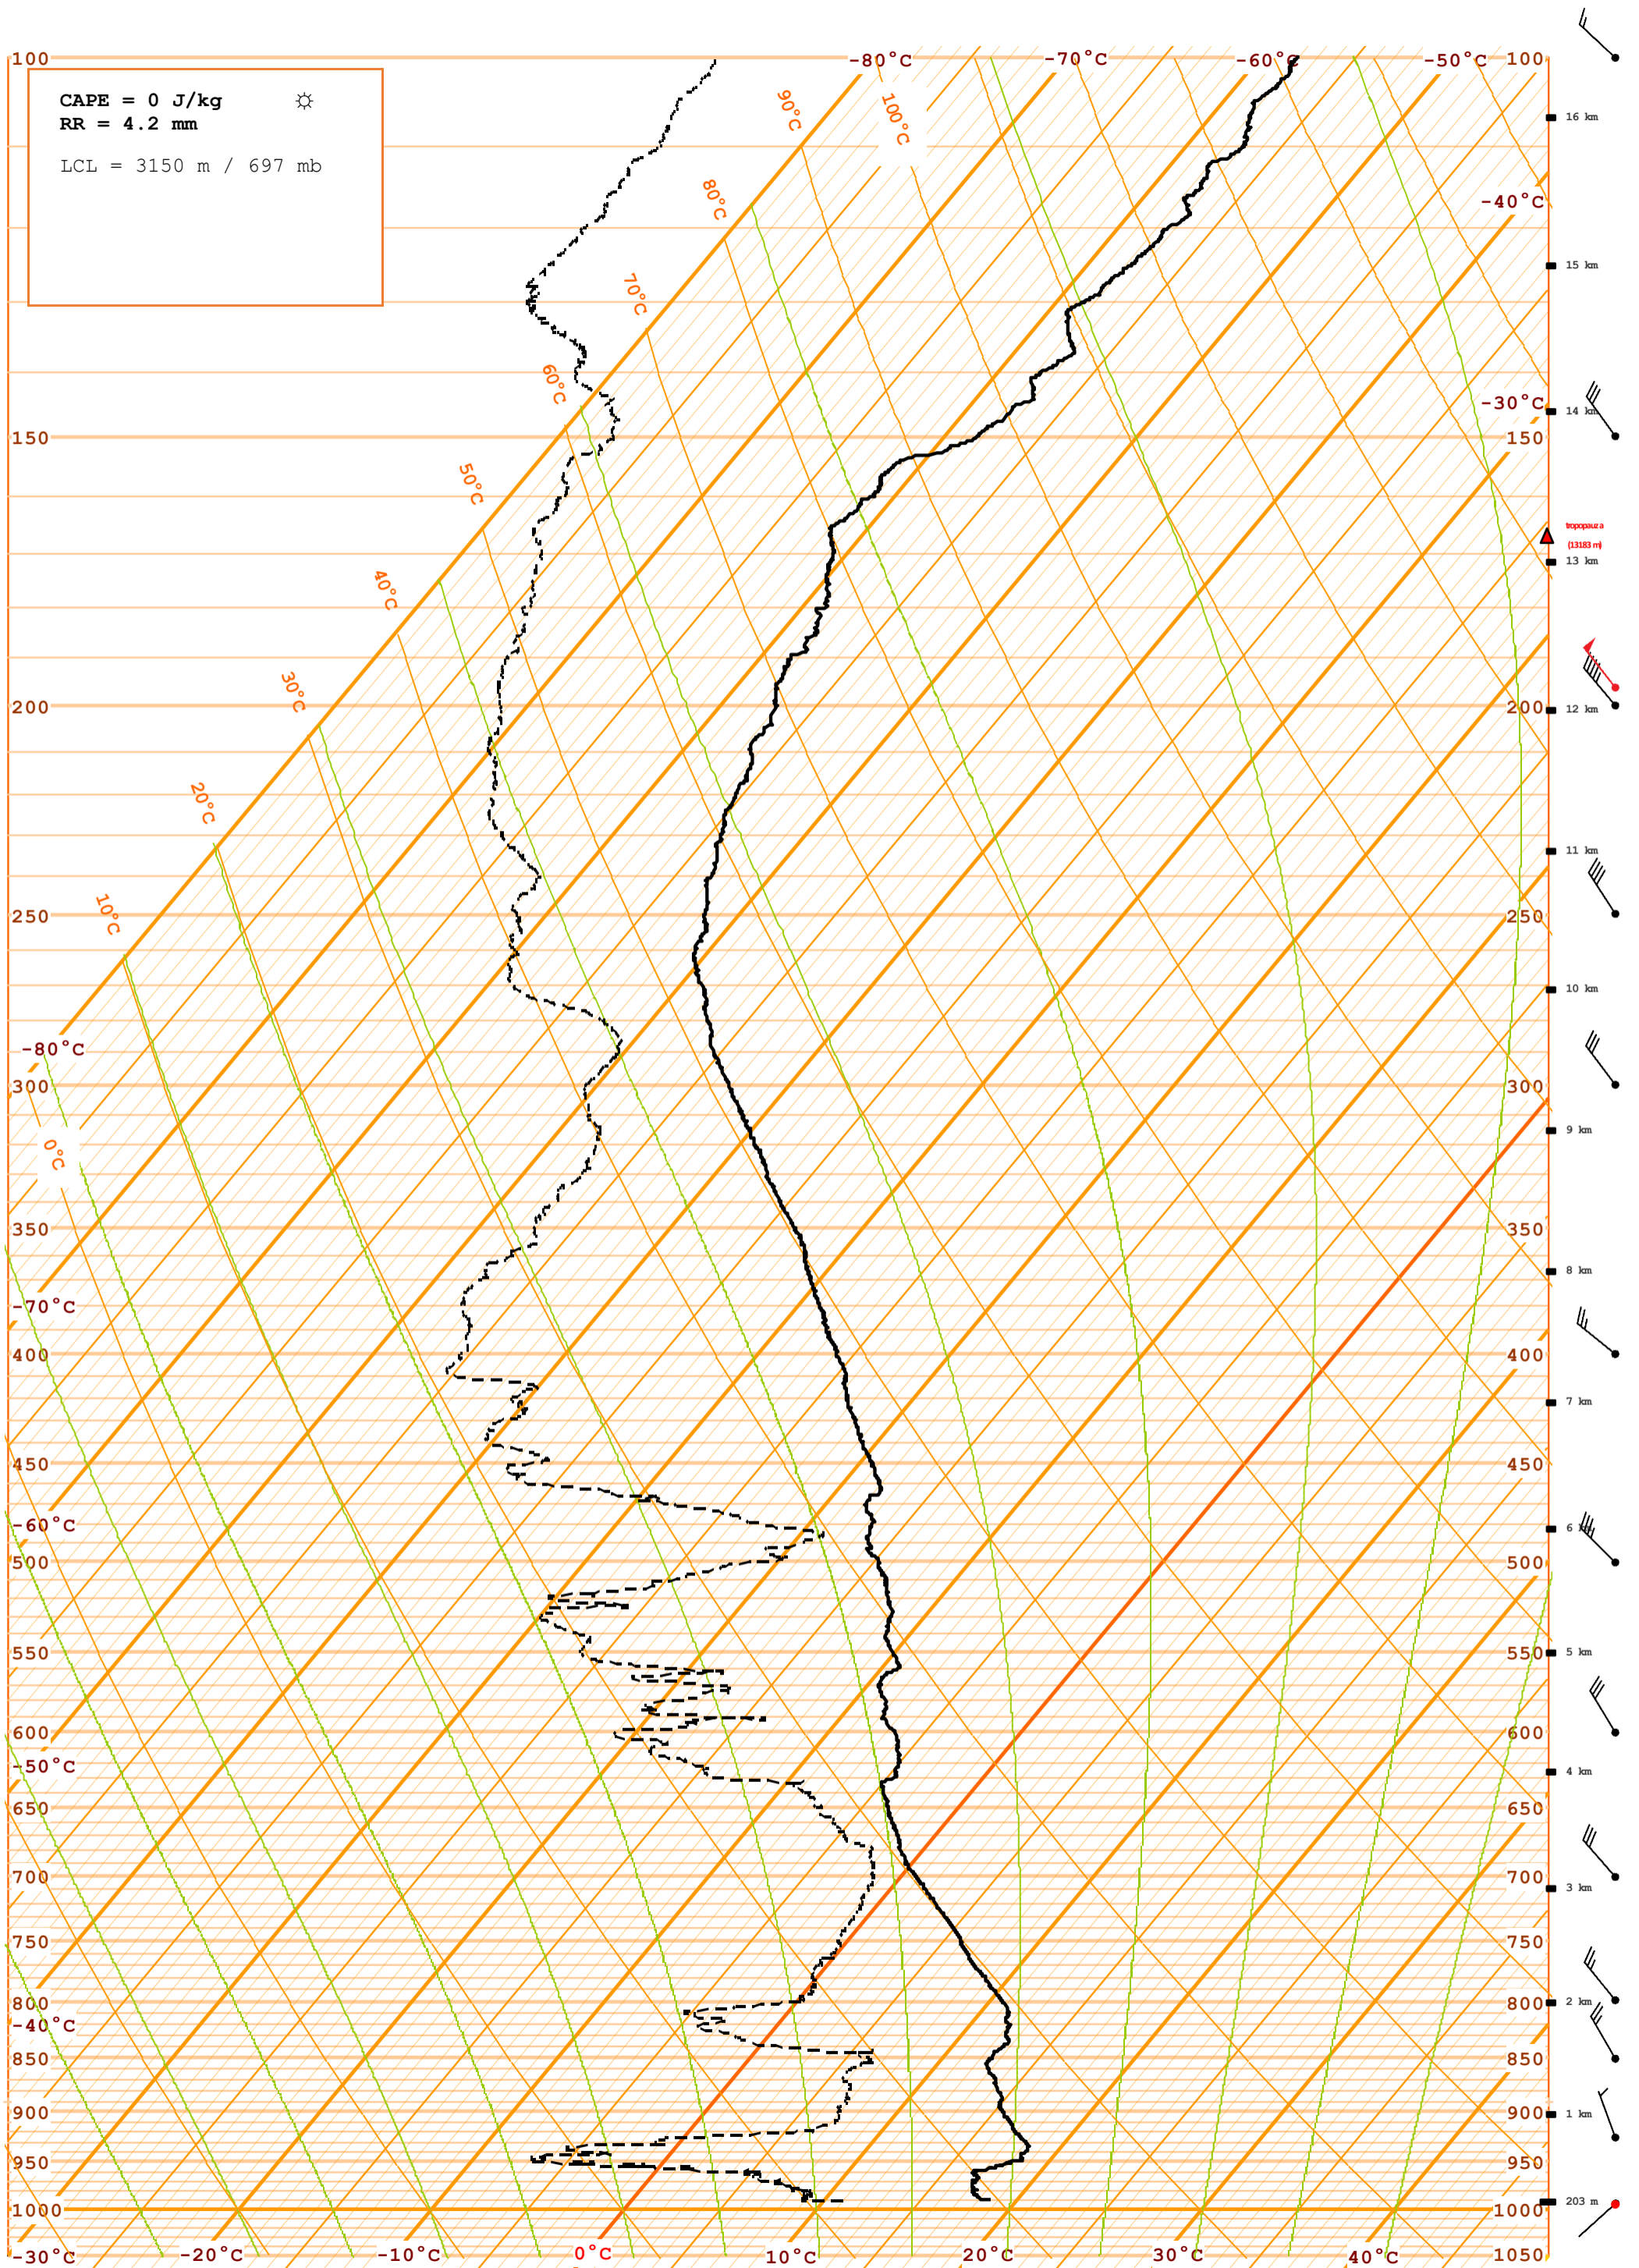 -80°C -70°C -60°C -50°C
100 100
CAPE = 0 J/kg ☼
RR = 4.2 mm
LCL = 3150 m / 697 mb
90°C 100°C
16 km
80°C
-40°C
15 km
70°C
60°C
-30°C
14 km
150 150
50°C
tropopauza
(13183 m)
13 km
40°C
30°C
200 200
12 km
20°C
11 km
10°C
250 250
10 km
-80°C
300 300
9 km
0°C
350 350
8 km
-70°C
400 400
7 km
450 450
-60°C
6 k
500 500
550 550
5 km
600 600
-50°C
4 km
650 650
700 700
3 km
750 750
800 800
2 km
-40°C
850 850
900 900
1 km
950 950
203 m
1000 1000
-30°C -20°C -10°C 0°C 10°C 20°C 30°C 40°C 1050